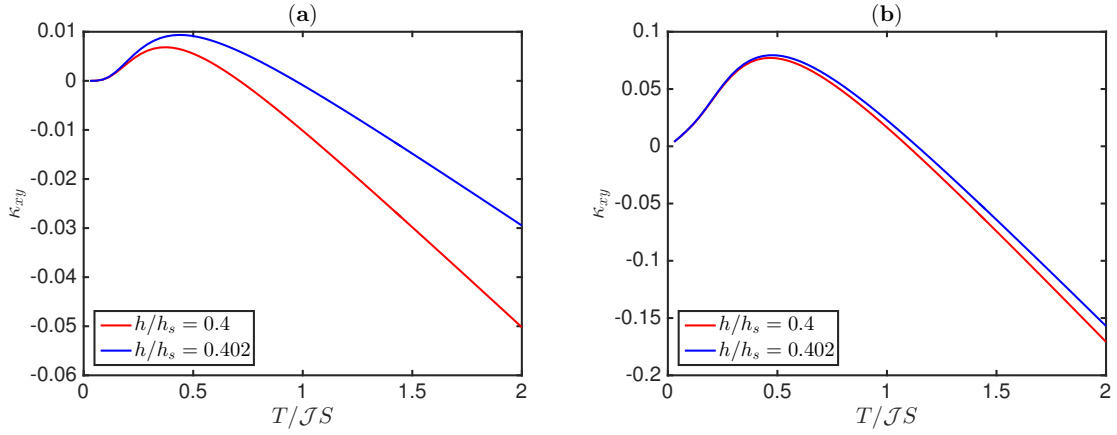 (a)
0.01
0
-0.01
-0.02
-0.03
-0.04
-0.05
-0.06
κxy
h/hs = 0.4
h/hs = 0.402
0 0.5 1 1.5 2
T/𝒥S
(b)
0.1
0.05
0
-0.05
-0.1
-0.15
-0.2
κxy
h/hs = 0.4
h/hs = 0.402
0 0.5 1 1.5 2
T/𝒥S